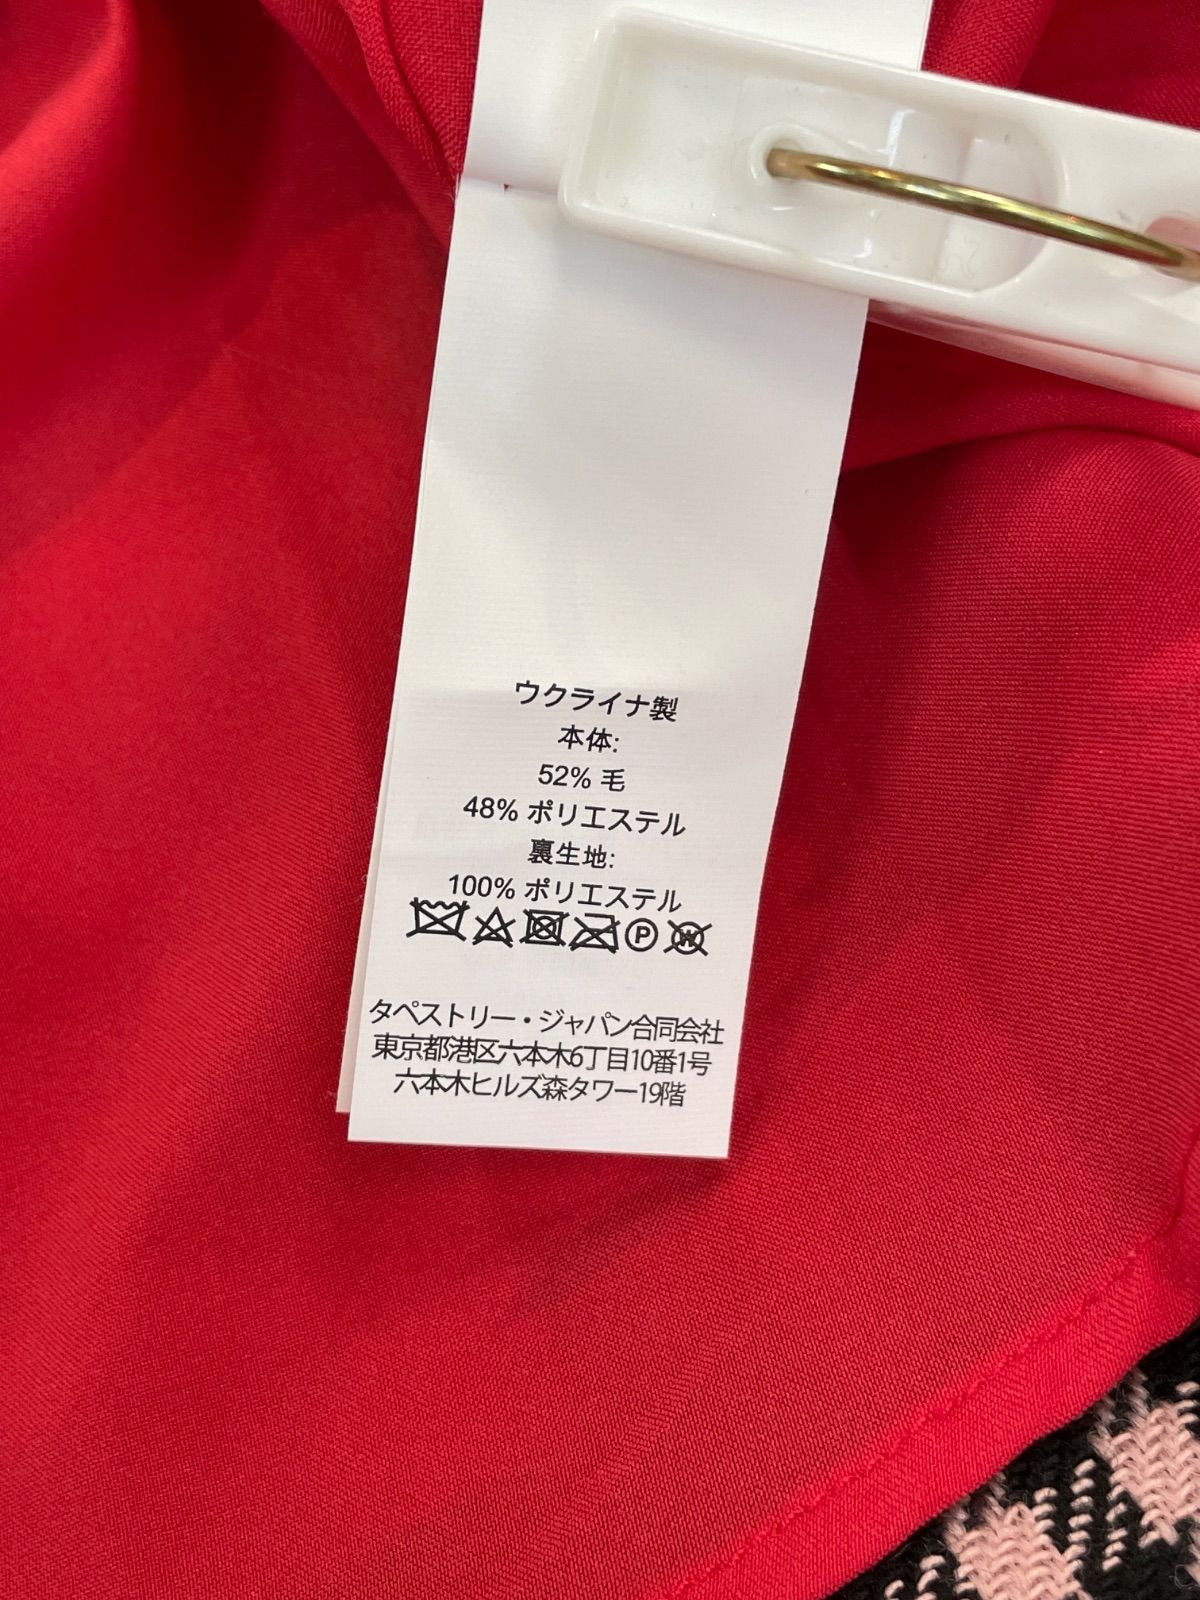 ウクライナ製
本体:
52% 毛
48% ポリエステル
裏生地:
100% ポリエステル
P W
タペストリー・ジャパン合同会社
東京都港区六本木6丁目10番1号
六本木ヒルズ森タワー19階